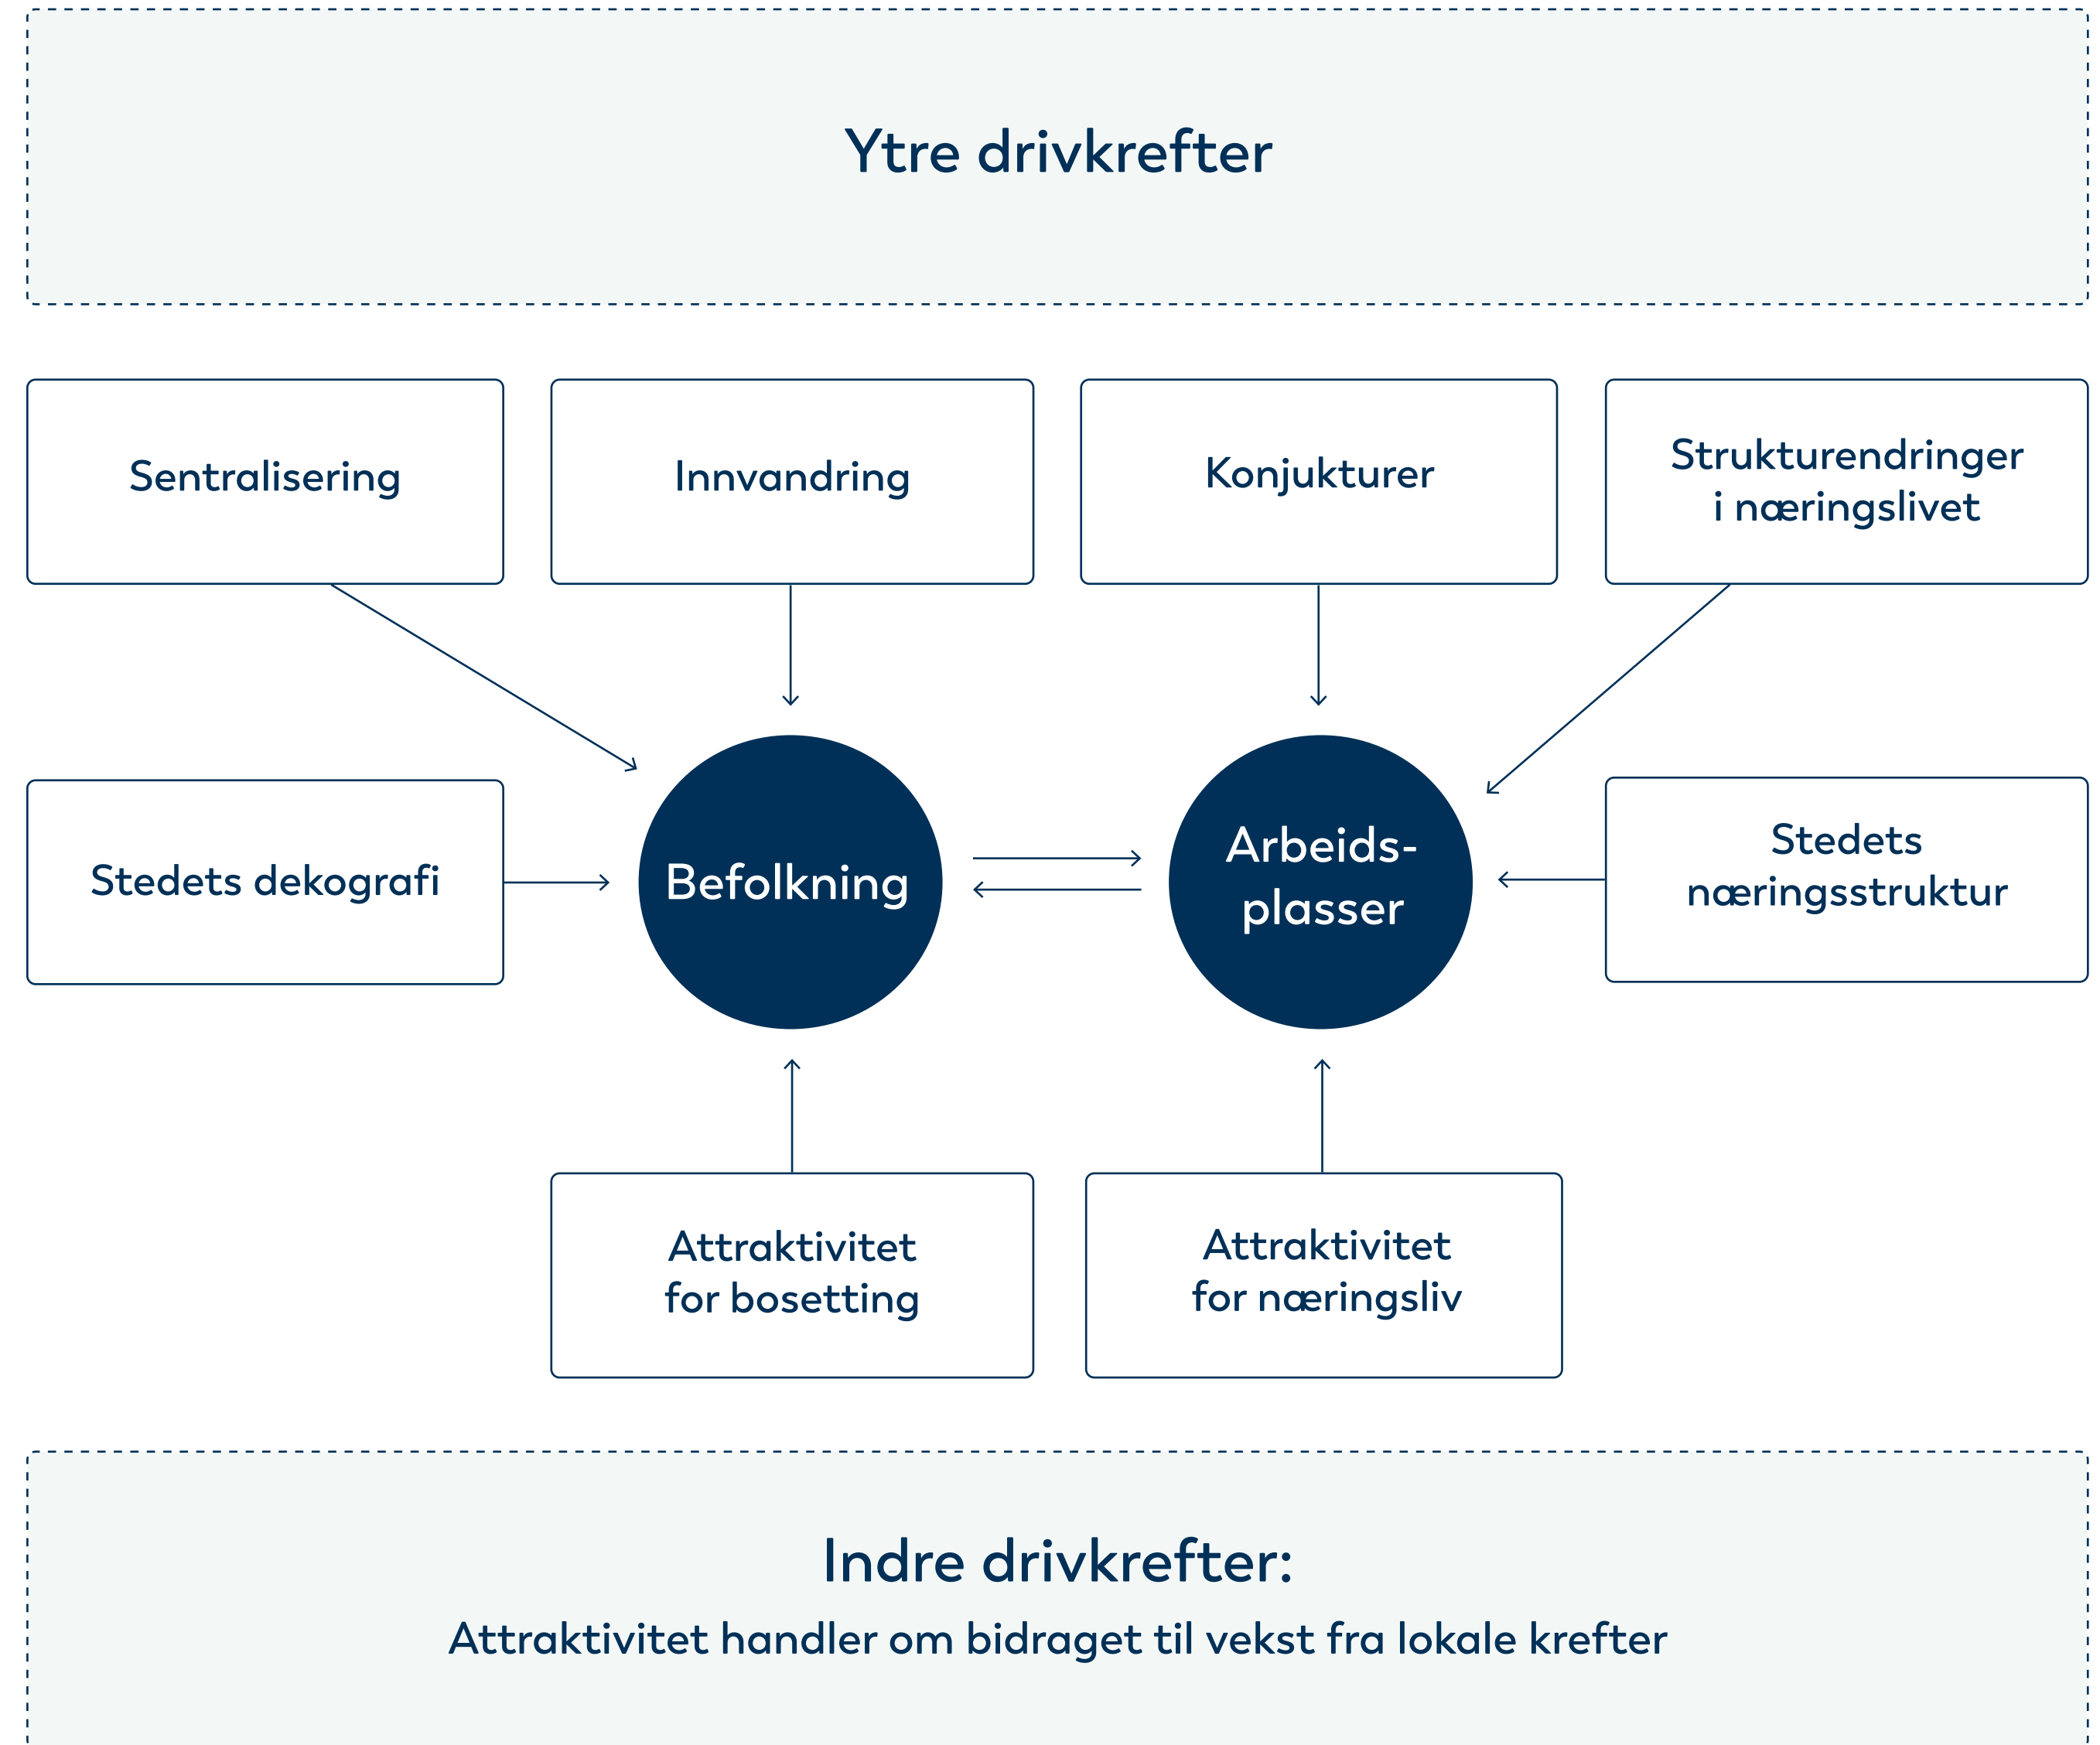 Ytre drivkrefter
Sentralisering
Innvandring
Konjukturer
Strukturendringer
i næringslivet
Stedets dekografi
Befolkning
Arbeids-
plasser
Stedets
næringsstruktur
Attraktivitet
for bosetting
Attraktivitet
for næringsliv
Indre drivkrefter:
Attraktivitet handler om bidraget til vekst fra lokale krefter